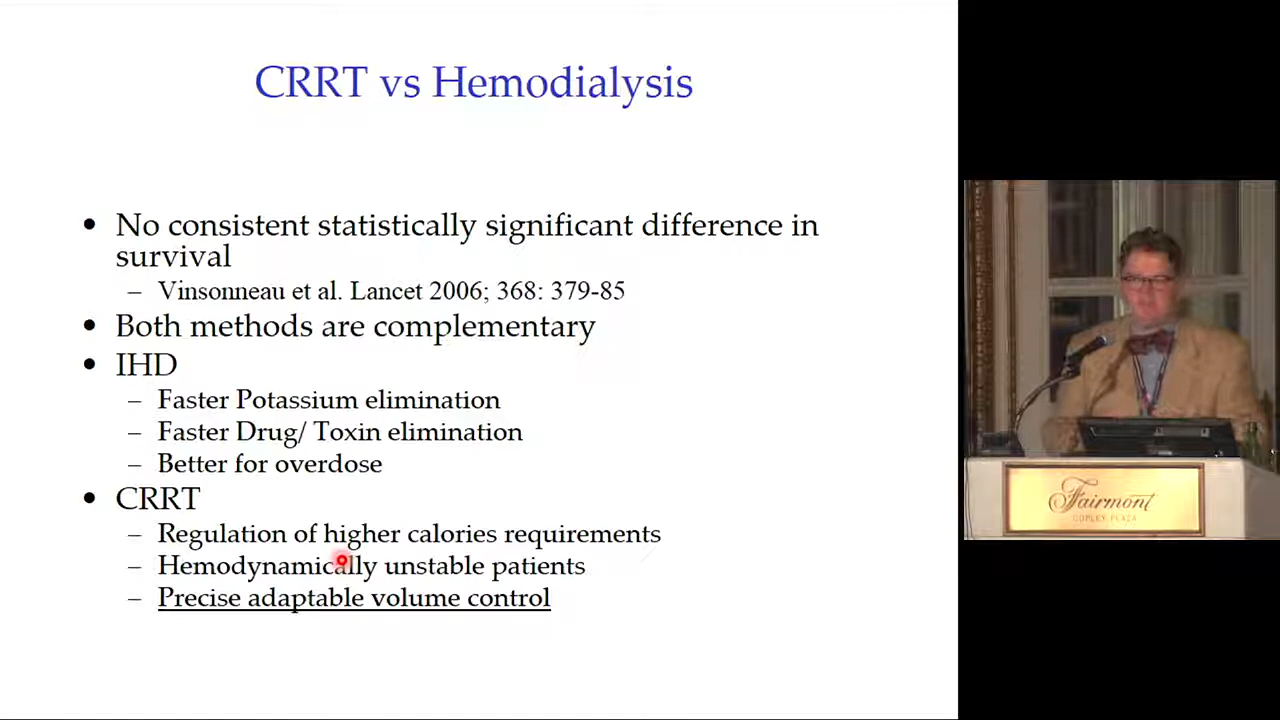 CRRT vs Hemodialysis
• No consistent statistically significant difference in
survival
– Vinsonneau et al. Lancet 2006; 368: 379-85
• Both methods are complementary
• IHD
– Faster Potassium elimination
– Faster Drug/ Toxin elimination
– Better for overdose
• CRRT
– Regulation of higher calories requirements
– Hemodynamically unstable patients
– Precise adaptable volume control
Fairmont
COPLEY PLAZA